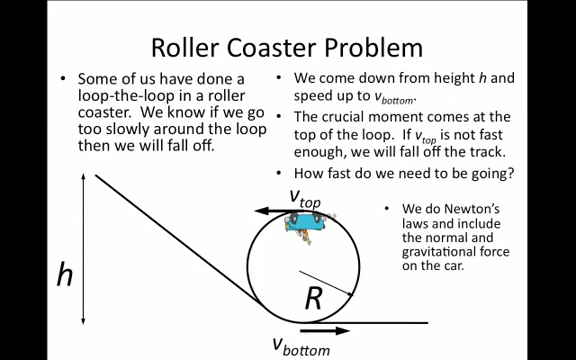 Roller Coaster Problem
• Some of us have done a
loop-the-loop in a roller
coaster. We know if we go
too slowly around the loop
then we will fall off.
• We come down from height h and
speed up to vbottom.
• The crucial moment comes at the
top of the loop. If vtop is not fast
enough, we will fall off the track.
• How fast do we need to be going?
vtop
• We do Newton's
laws and include
the normal and
gravitational force
on the car.
h
R
vbottom